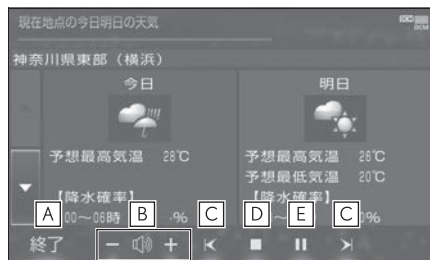 現在地点の今日明日の天気
DCM
神奈川県東部（横浜）
今日 明日
予想最高気温 28℃ 予想最高気温 26℃
予想最低気温 20℃
【降水確率】 【降水確率】
00～06時 -%
A B C D E C
終了 － ＋